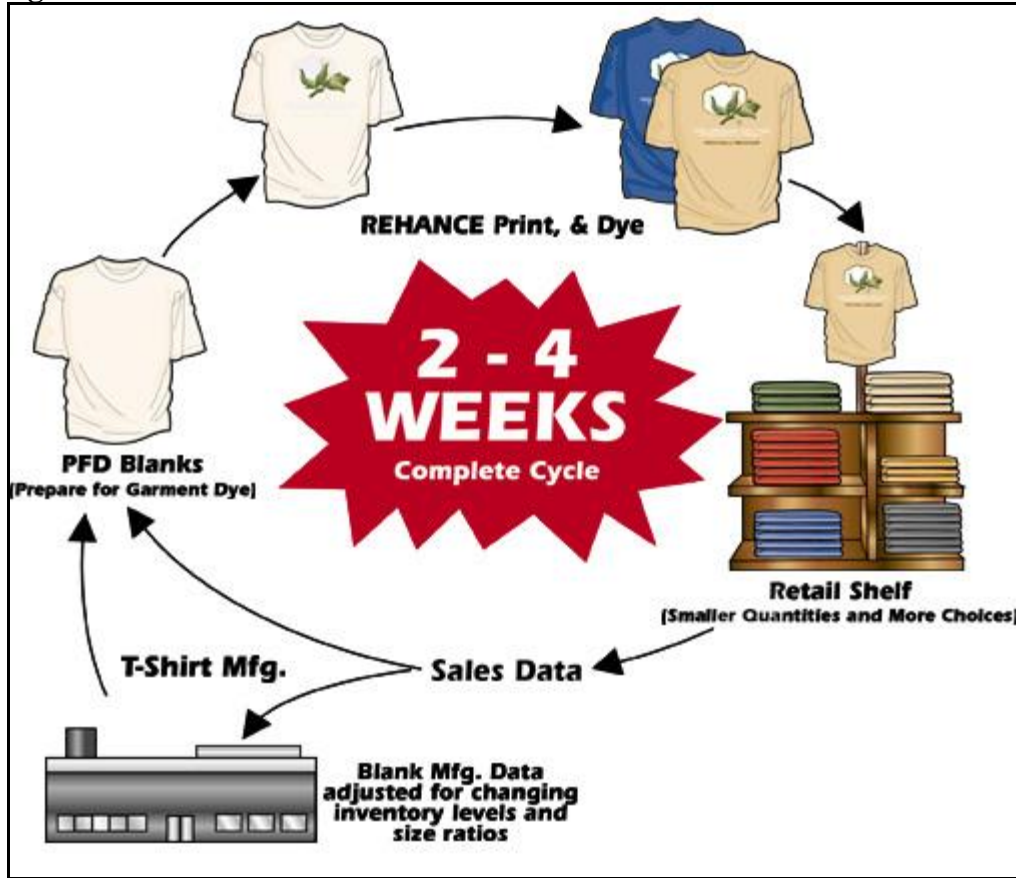 REHANCE Print, & Dye
2 - 4
WEEKS
Complete Cycle
PFD Blanks
(Prepare for Garment Dye)
Retail Shelf
(Smaller Quantities and More Choices)
T-Shirt Mfg.
Sales Data
Blank Mfg. Data
adjusted for changing
inventory levels and
size ratios